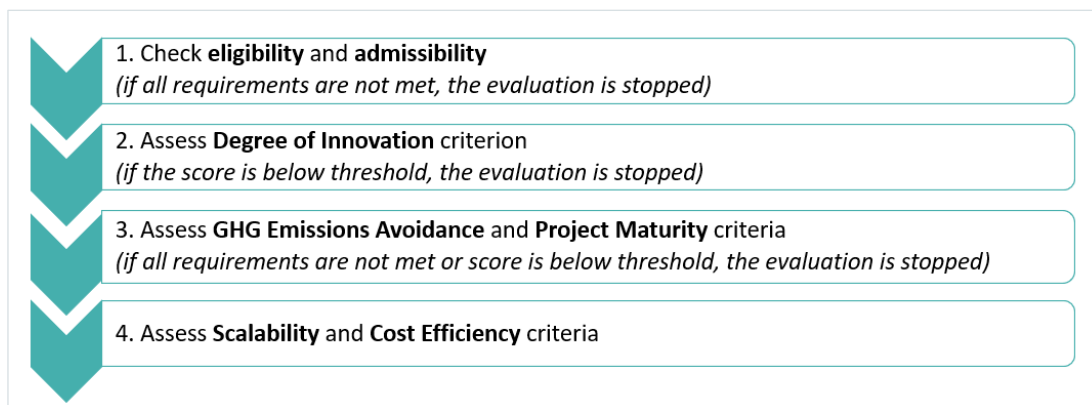 1. Check eligibility and admissibility
(if all requirements are not met, the evaluation is stopped)
2. Assess Degree of Innovation criterion
(if the score is below threshold, the evaluation is stopped)
3. Assess GHG Emissions Avoidance and Project Maturity criteria
(if all requirements are not met or score is below threshold, the evaluation is stopped)
4. Assess Scalability and Cost Efficiency criteria